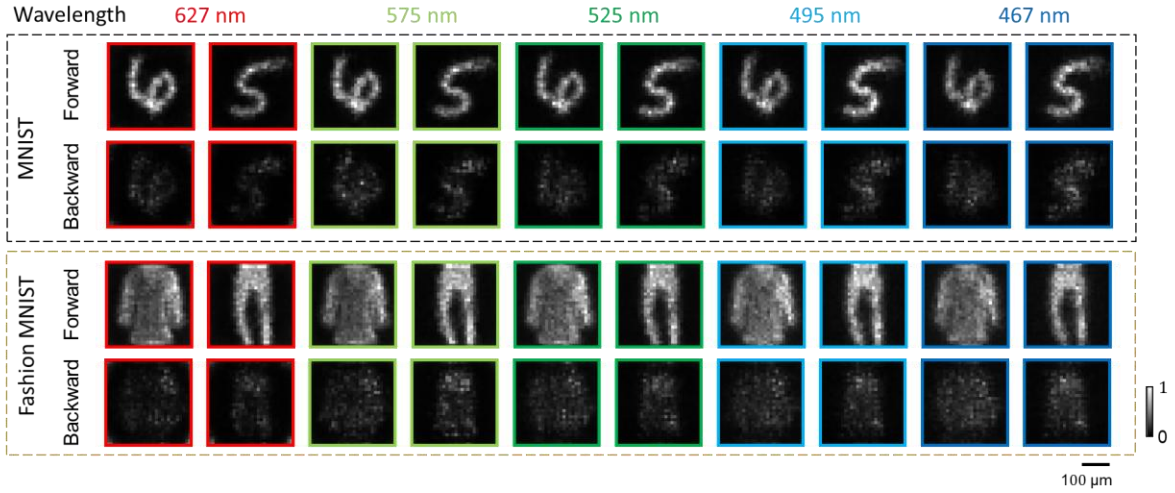 Wavelength 627 nm 575 nm 525 nm 495 nm 467 nm
MNIST
Forward
Backward
Fashion MNIST
Forward
Backward
1
0
100 μm